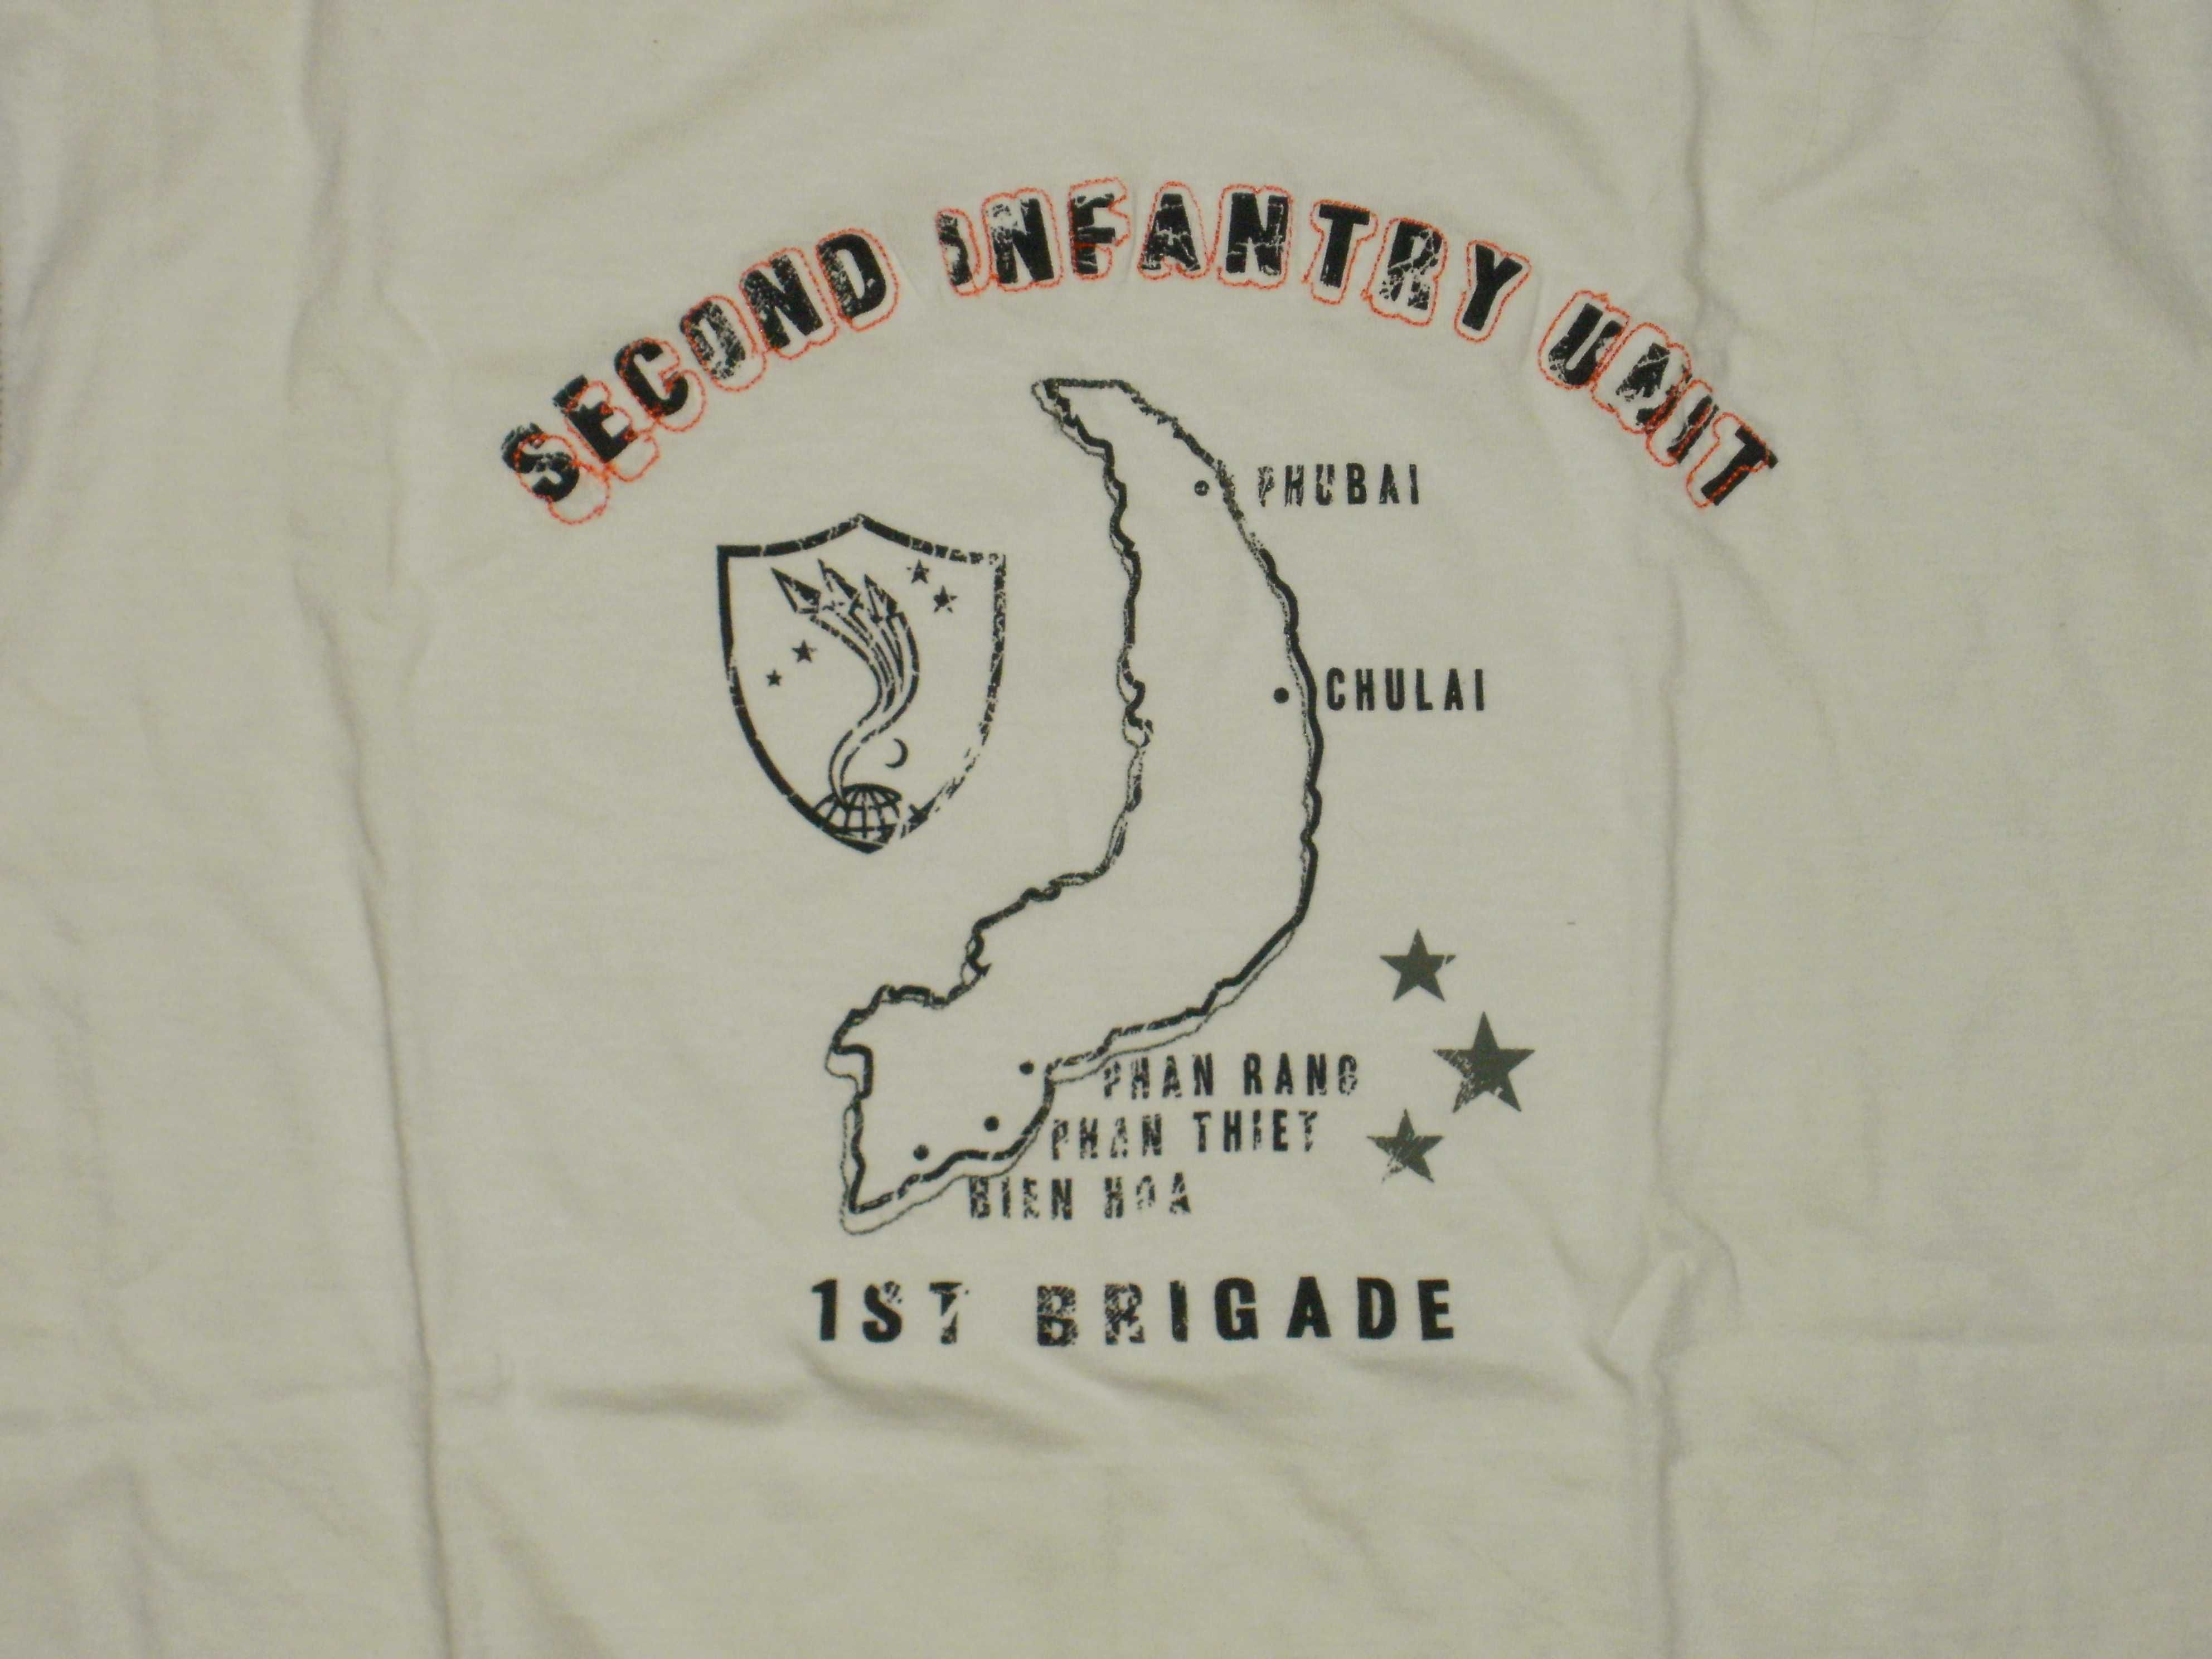 SECOND INFANTRY UNIT
PHUBAI
CHULAI
PHAN RANG
PHAN THIET
BIEN HOA
1ST BRIGADE